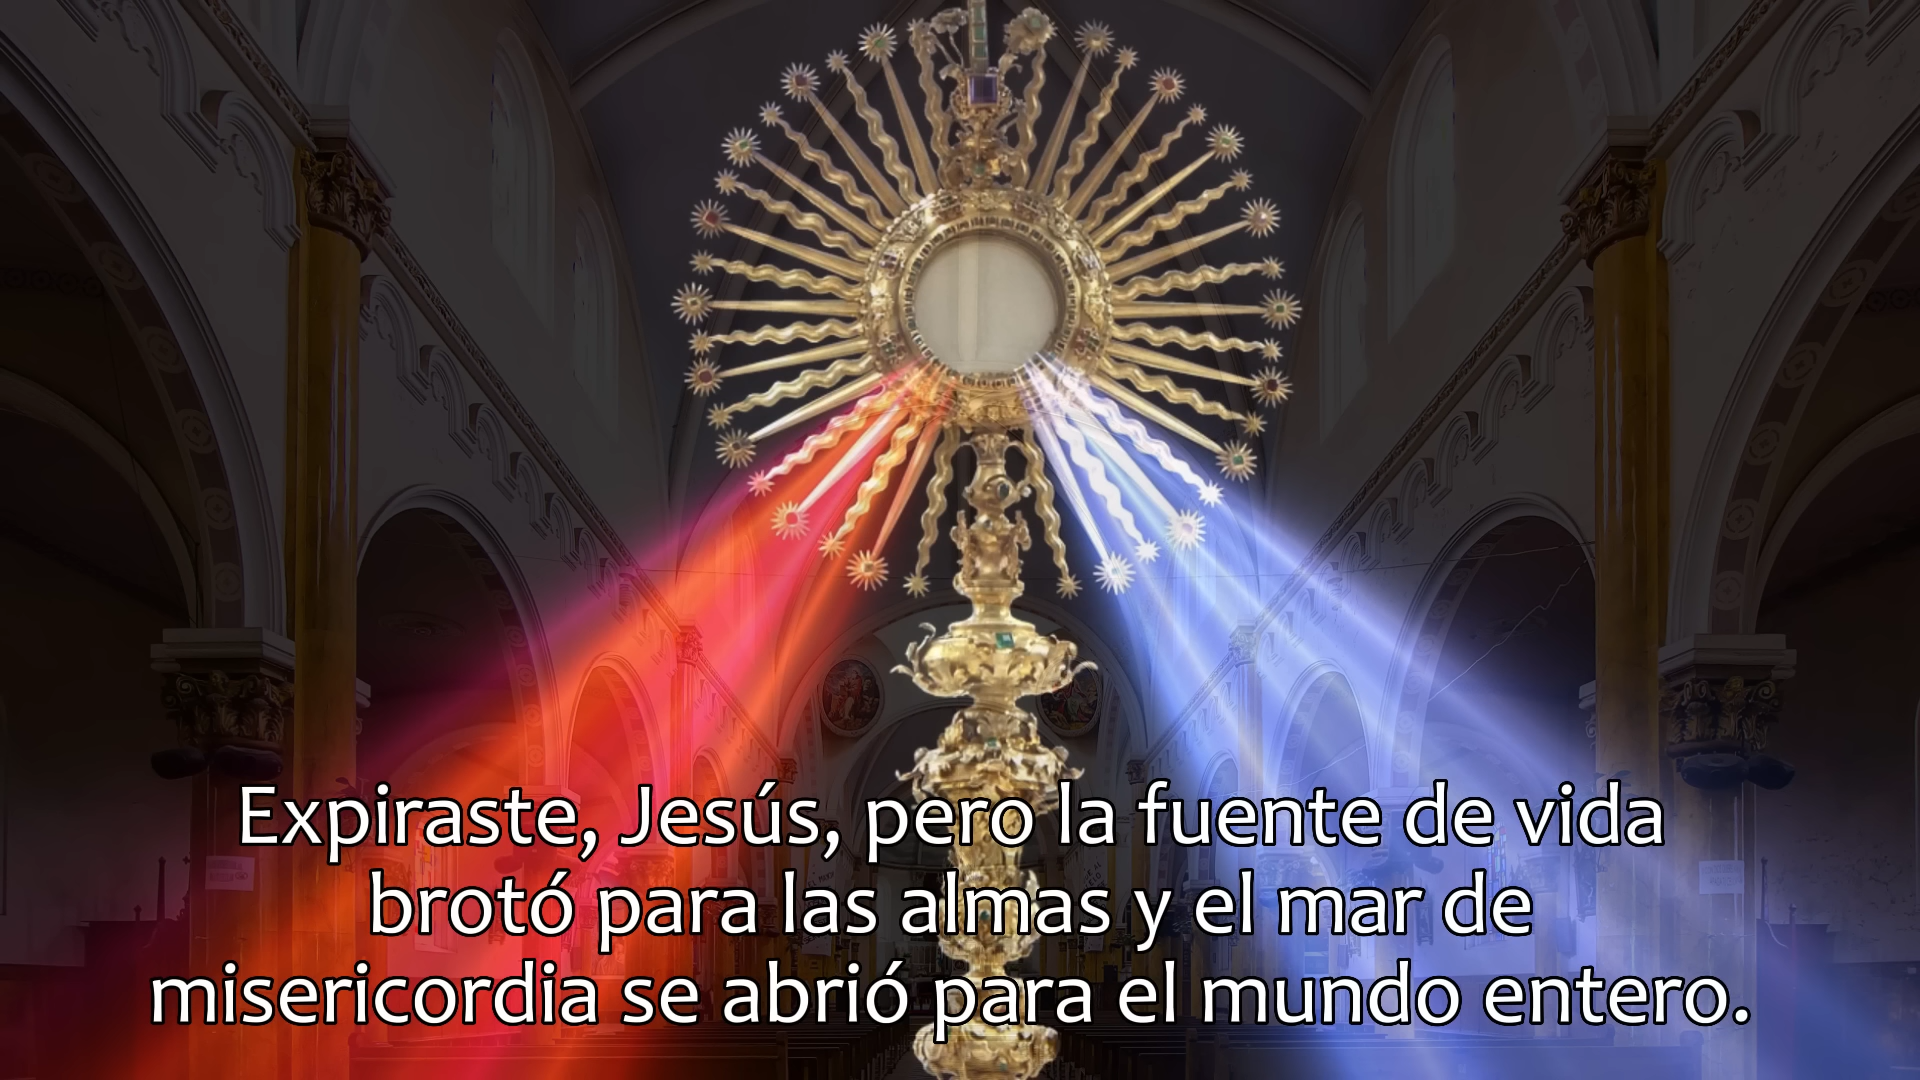 Expiraste, Jesús, pero la fuente de vida
brotó para las almas y el mar de
misericordia se abrió para el mundo entero.